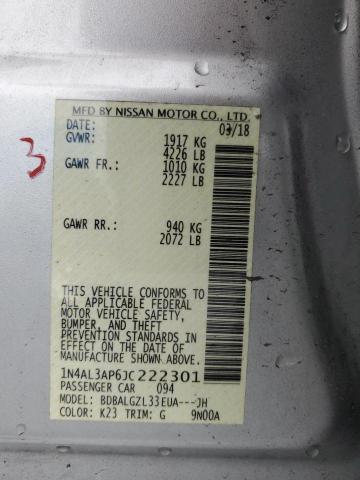 MFD BY NISSAN MOTOR CO., LTD.
DATE: 03/18
GVWR: 1917 KG
4226 LB
GAWR FR.: 1010 KG
2227 LB
3
GAWR RR.: 940 KG
2072 LB
THIS VEHICLE CONFORMS TO
ALL APPLICABLE FEDERAL
MOTOR VEHICLE SAFETY,
BUMPER, AND THEFT
PREVENTION STANDARDS IN
EFFECT ON THE DATE OF
MANUFACTURE SHOWN ABOVE.
1N4AL3AP6JC222301
PASSENGER CAR 094
MODEL: BDBALGZL33EUA---JH
COLOR: K23 TRIM: G 9N00A